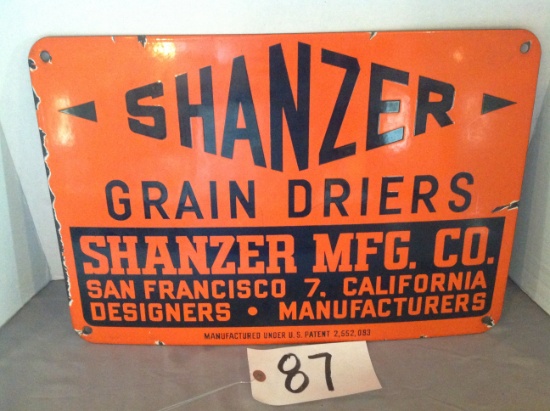 SHANZER
GRAIN DRIERS
SHANZER MFG. CO.
SAN FRANCISCO 7, CALIFORNIA
DESIGNERS • MANUFACTURERS
MANUFACTURED UNDER U.S. PATENT 2,552,093
87